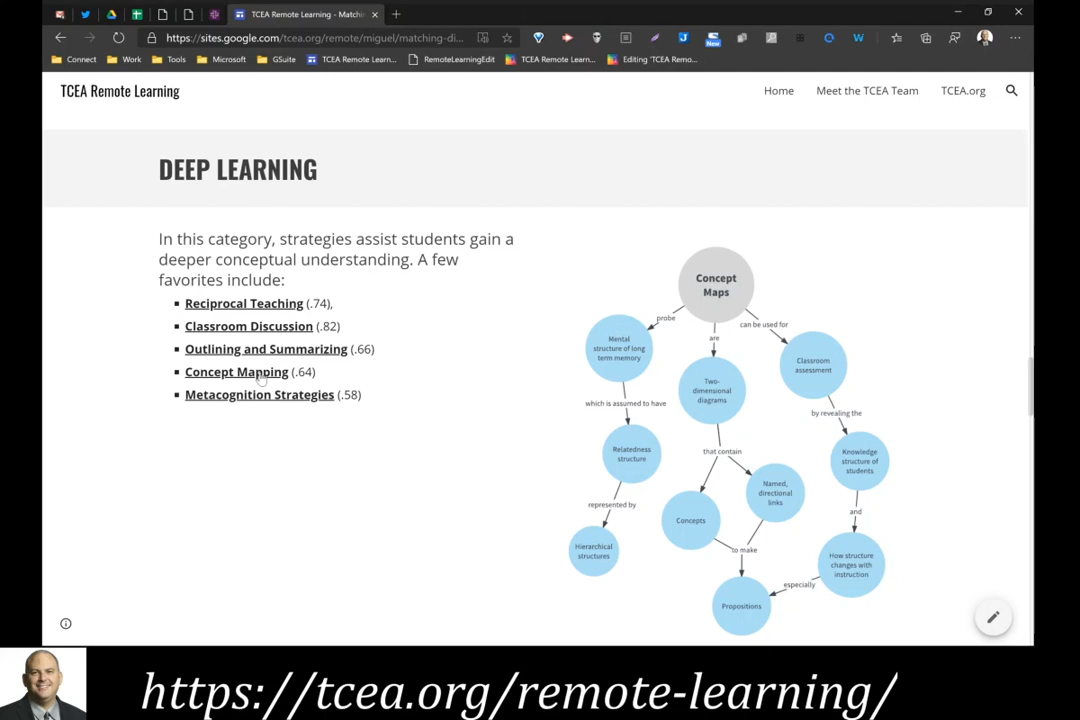 TCEA Remote Learning - Matchi
https://sites.google.com/tcea.org/remote/miguel/matching-di...
New
Connect
Work
Tools
Microsoft
GSuite
TCEA Remote Learn...
RemoteLearningEdit
TCEA Remote Learn...
Editing 'TCEA Remo...
TCEA Remote Learning
Home
Meet the TCEA Team
TCEA.org
DEEP LEARNING
In this category, strategies assist students gain a
deeper conceptual understanding. A few
favorites include:
Reciprocal Teaching (.74),
Classroom Discussion (.82)
Outlining and Summarizing (.66)
Concept Mapping (.64)
Metacognition Strategies (.58)
Concept
Maps
probe
are
can be used for
Mental
structure of long
term memory
Two-
dimensional
diagrams
Classroom
assessment
which is assumed to have
that contain
by revealing the
Relatedness
structure
Named,
directional
links
Knowledge
structure of
students
represented by
Concepts
and
Hierarchical
structures
to make
How structure
changes with
instruction
especially
Propositions
https://tcea.org/remote-learning/